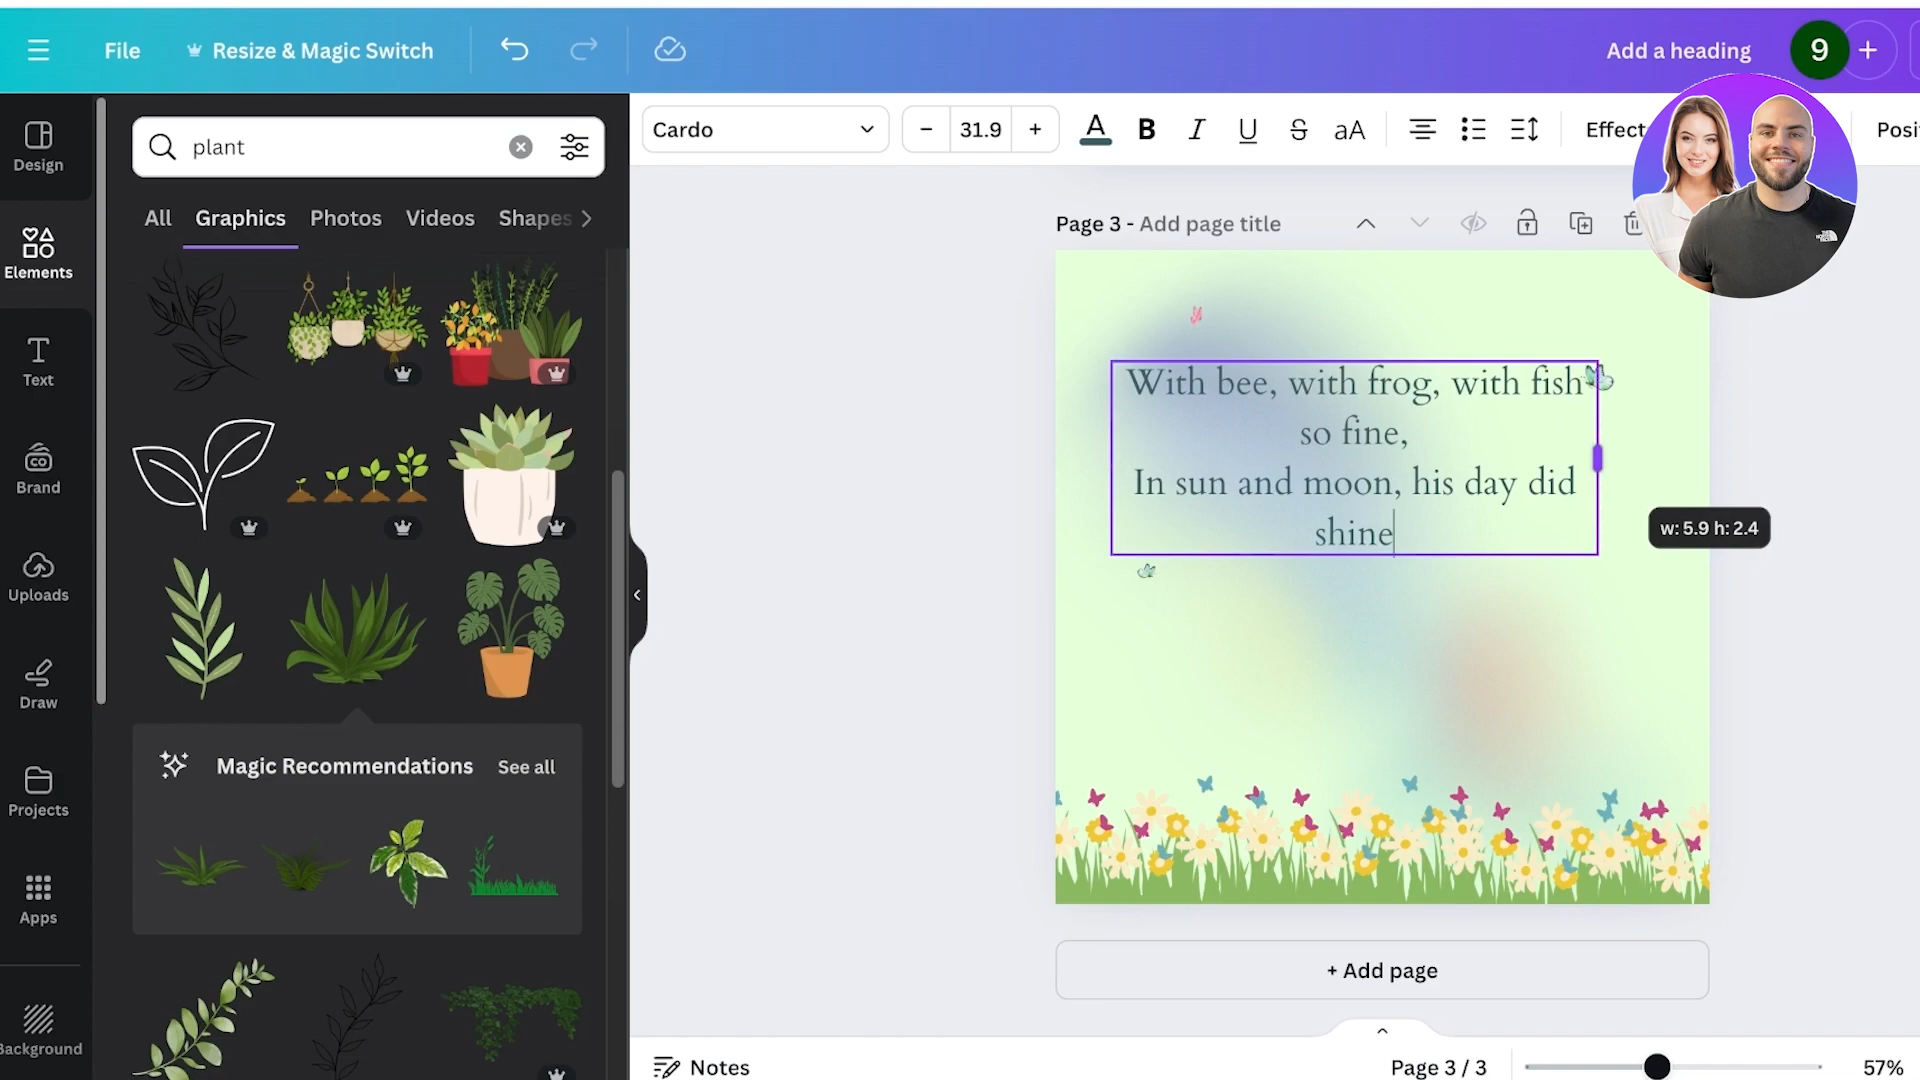 File
Resize & Magic Switch
Add a heading
9
+
Design
Elements
Text
Brand
Uploads
Draw
Projects
Apps
Background
plant
All Graphics Photos Videos Shapes
Magic Recommendations See all
Cardo
− 31.9 +
A B I U S aA
Effect
Posi
Page 3 - Add page title
With bee, with frog, with fish
so fine,
In sun and moon, his day did
shine
w: 5.9 h: 2.4
+ Add page
Notes
Page 3 / 3
57%